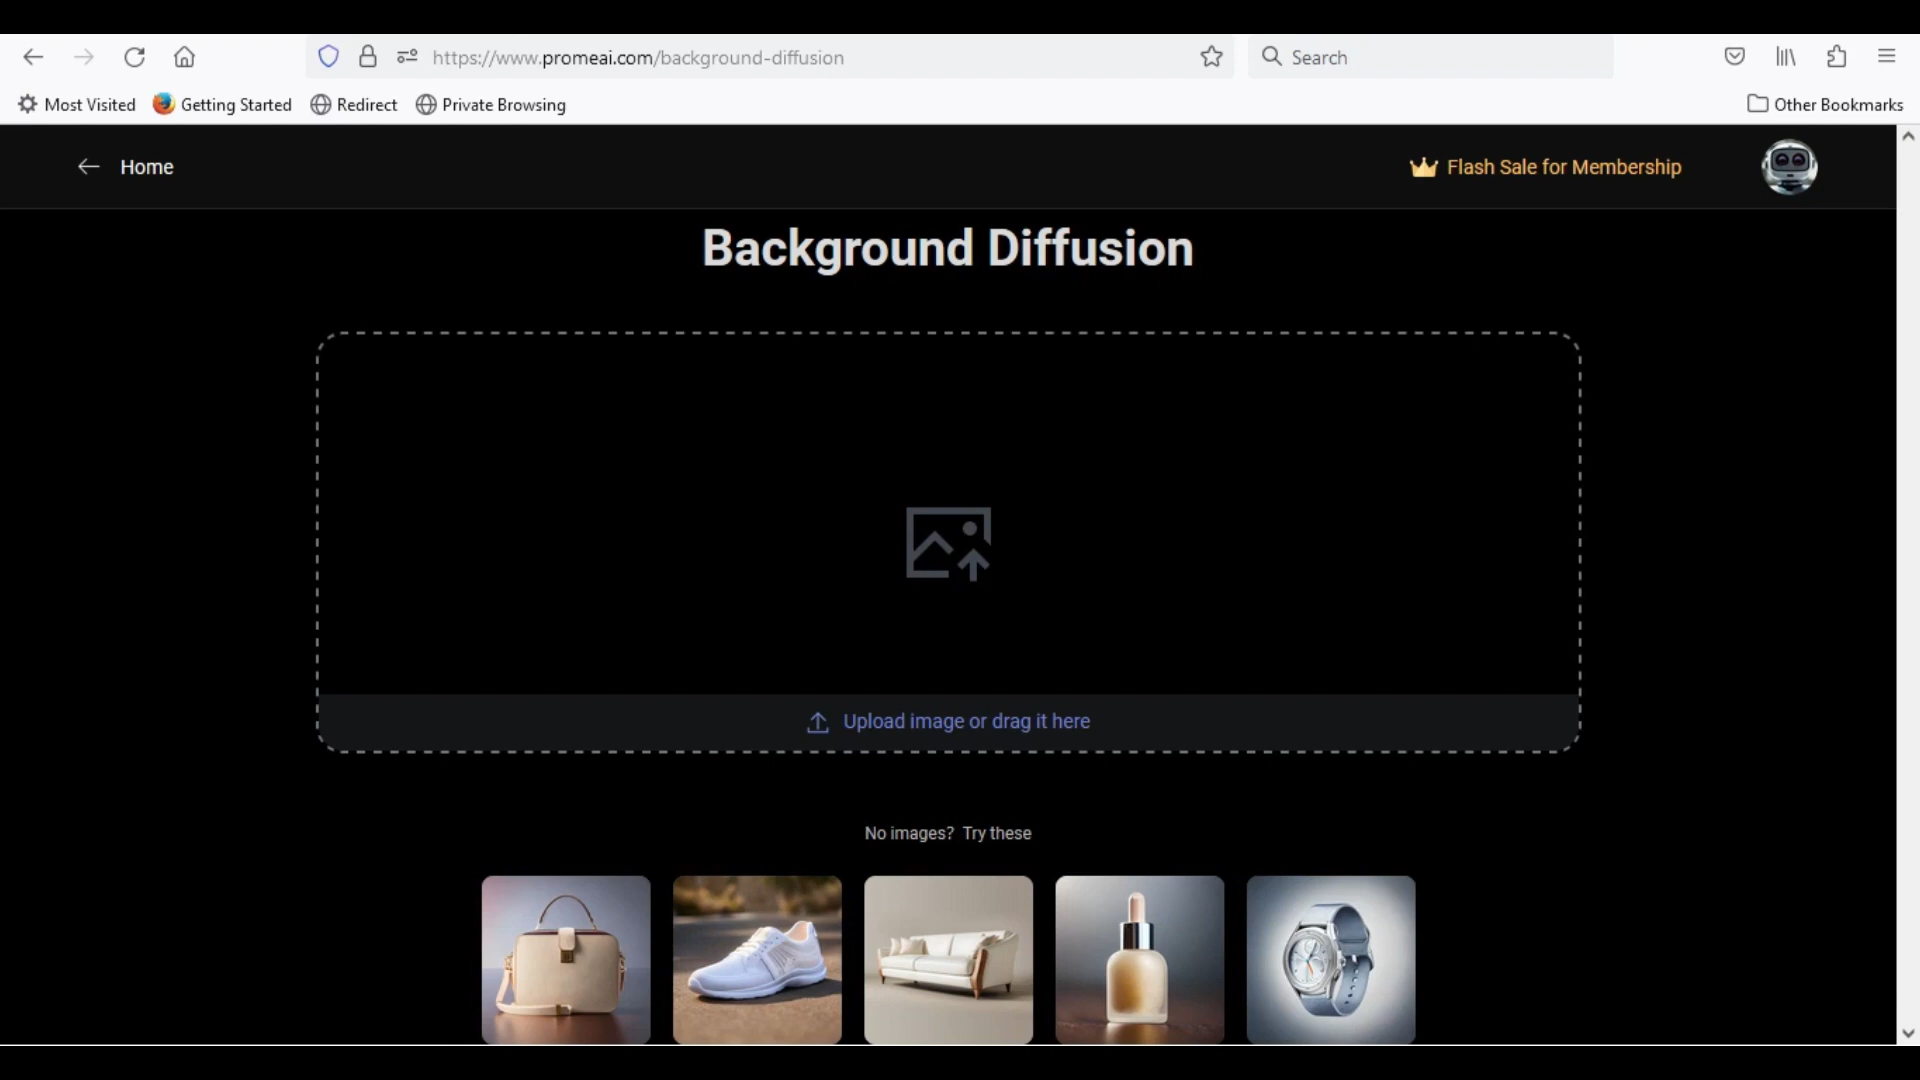 https://www.promeai.com/background-diffusion
Search
Most Visited
Getting Started
Redirect
Private Browsing
Other Bookmarks
Home
Flash Sale for Membership
Background Diffusion
Upload image or drag it here
No images? Try these